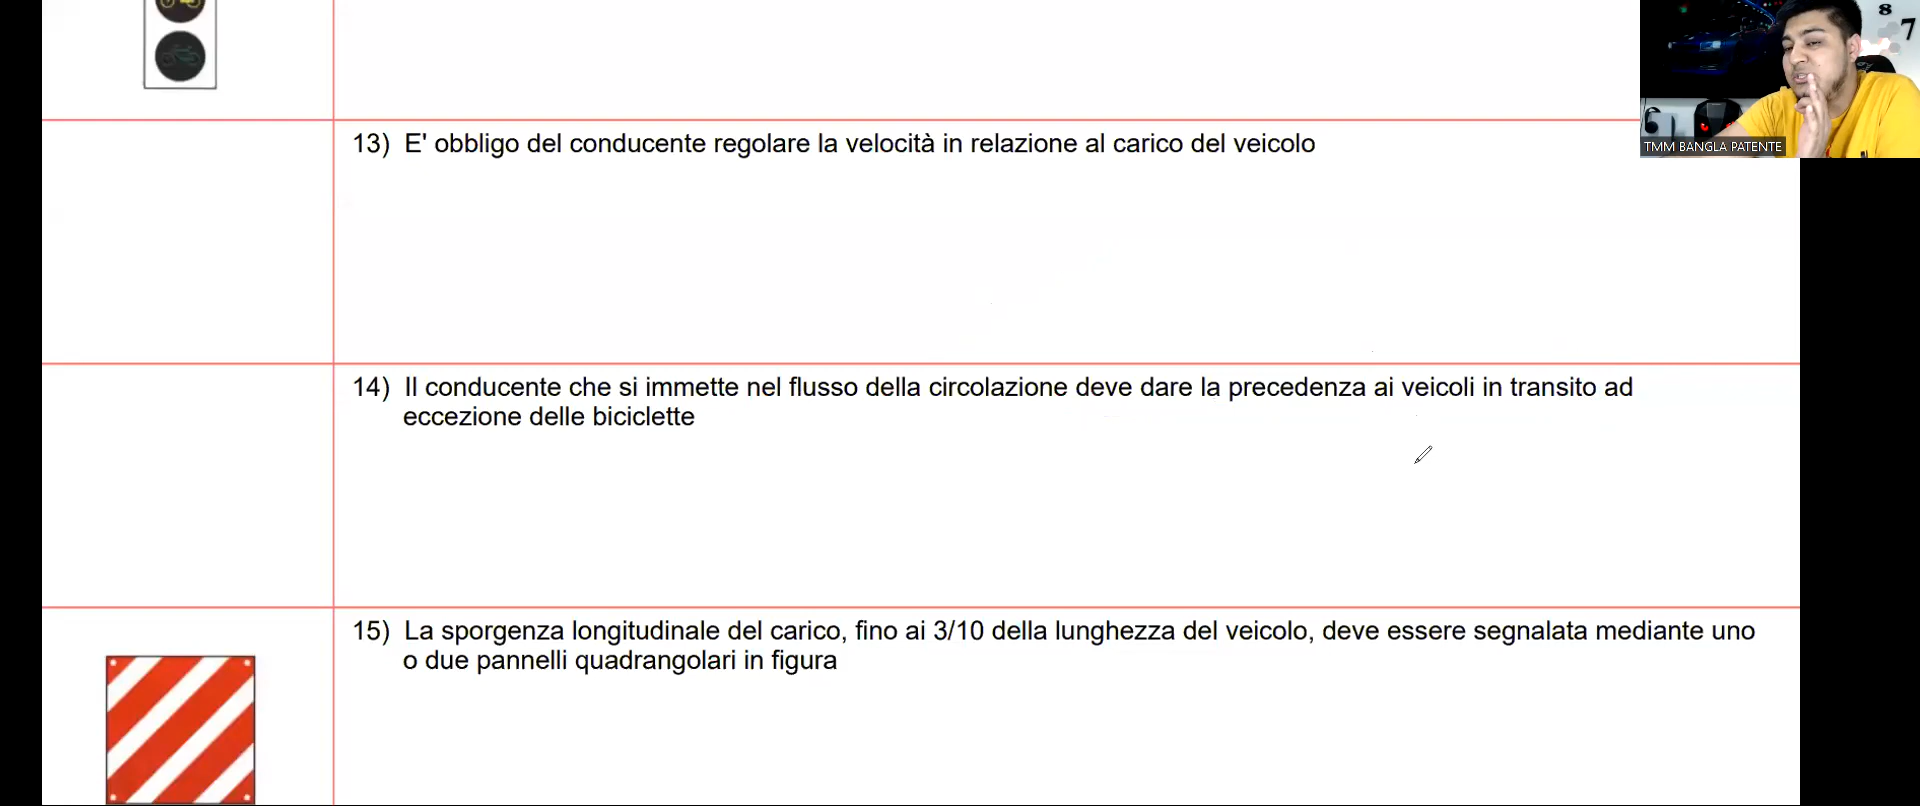 8
7
6
TMM BANGLA PATENTE
13) E' obbligo del conducente regolare la velocità in relazione al carico del veicolo
14) Il conducente che si immette nel flusso della circolazione deve dare la precedenza ai veicoli in transito ad
eccezione delle biciclette
15) La sporgenza longitudinale del carico, fino ai 3/10 della lunghezza del veicolo, deve essere segnalata mediante uno
o due pannelli quadrangolari in figura